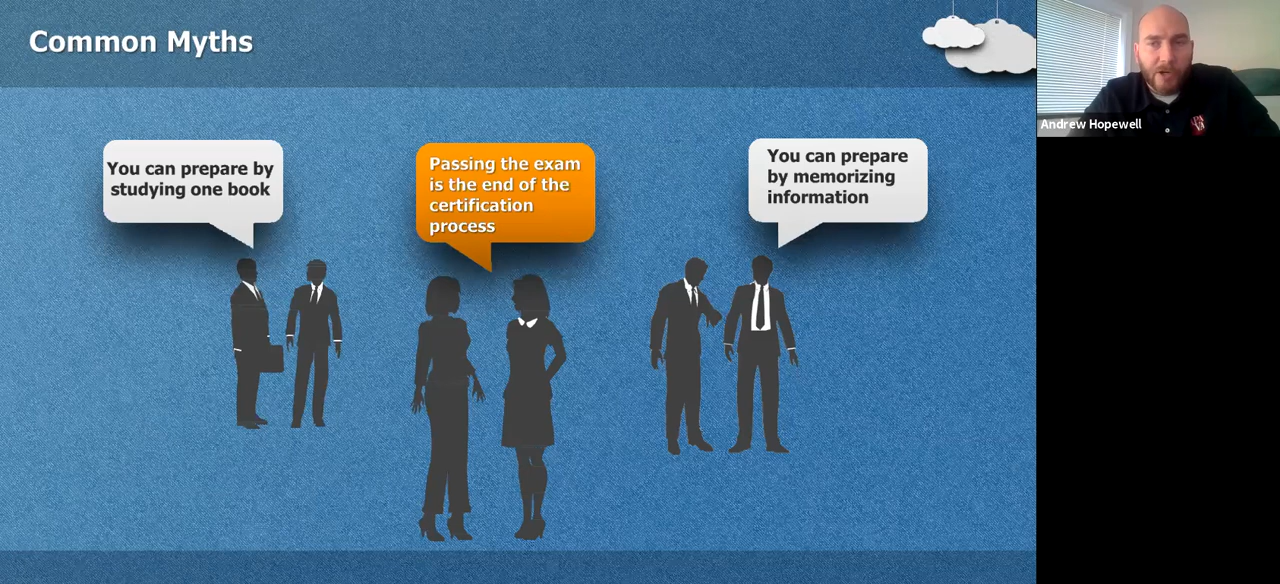 Common Myths
You can prepare by
studying one book
Passing the exam
is the end of the
certification
process
You can prepare
by memorizing
information
Andrew Hopewell